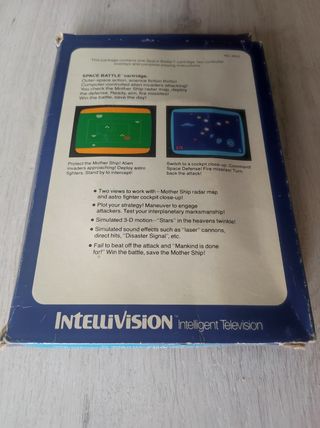 This package contains one Space Battle™ cartridge, two controller
overlays and complete playing instructions.
SPACE BATTLE™ cartridge.
Outer-space action, science fiction thrills!
Computer-controlled alien invaders attacking!
You check the Mother Ship radar map, deploy
the defense. Ready, aim, fire missiles!
Win the battle, save the day!
Protect the Mother Ship! Alien
invaders approaching! Deploy astro
fighters. Stand by to intercept!
Switch to a cockpit close-up. Command
Space Defense! Fire missiles! Turn
back the attack!
• Two views to work with—Mother Ship radar map
and astro fighter cockpit close-up!
• Plot your strategy! Maneuver to engage
attackers. Test your interplanetary marksmanship!
• Simulated 3-D motion—"Stars" in the heavens twinkle!
• Simulated sound effects such as "laser" cannons,
direct hits, "Disaster Signal", etc.
• Fail to beat off the attack and "Mankind is done
for!" Win the battle, save the Mother Ship!
INTELLIVISION™ Intelligent Television